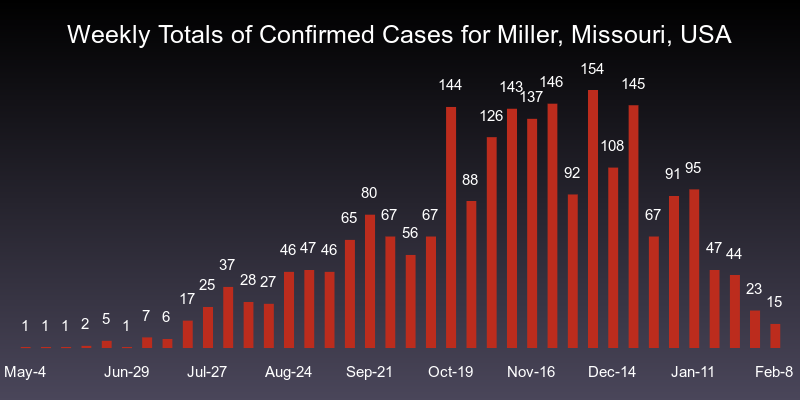 Weekly Totals of Confirmed Cases for Miller, Missouri, USA
1 1 1 2 5 1 7 6 17 25 37 28 27 46 47 46 65 80 67 56 67 144 88 126 143 137 146 92 154 108 145 67 91 95 47 44 23 15
May-4 Jun-29 Jul-27 Aug-24 Sep-21 Oct-19 Nov-16 Dec-14 Jan-11 Feb-8